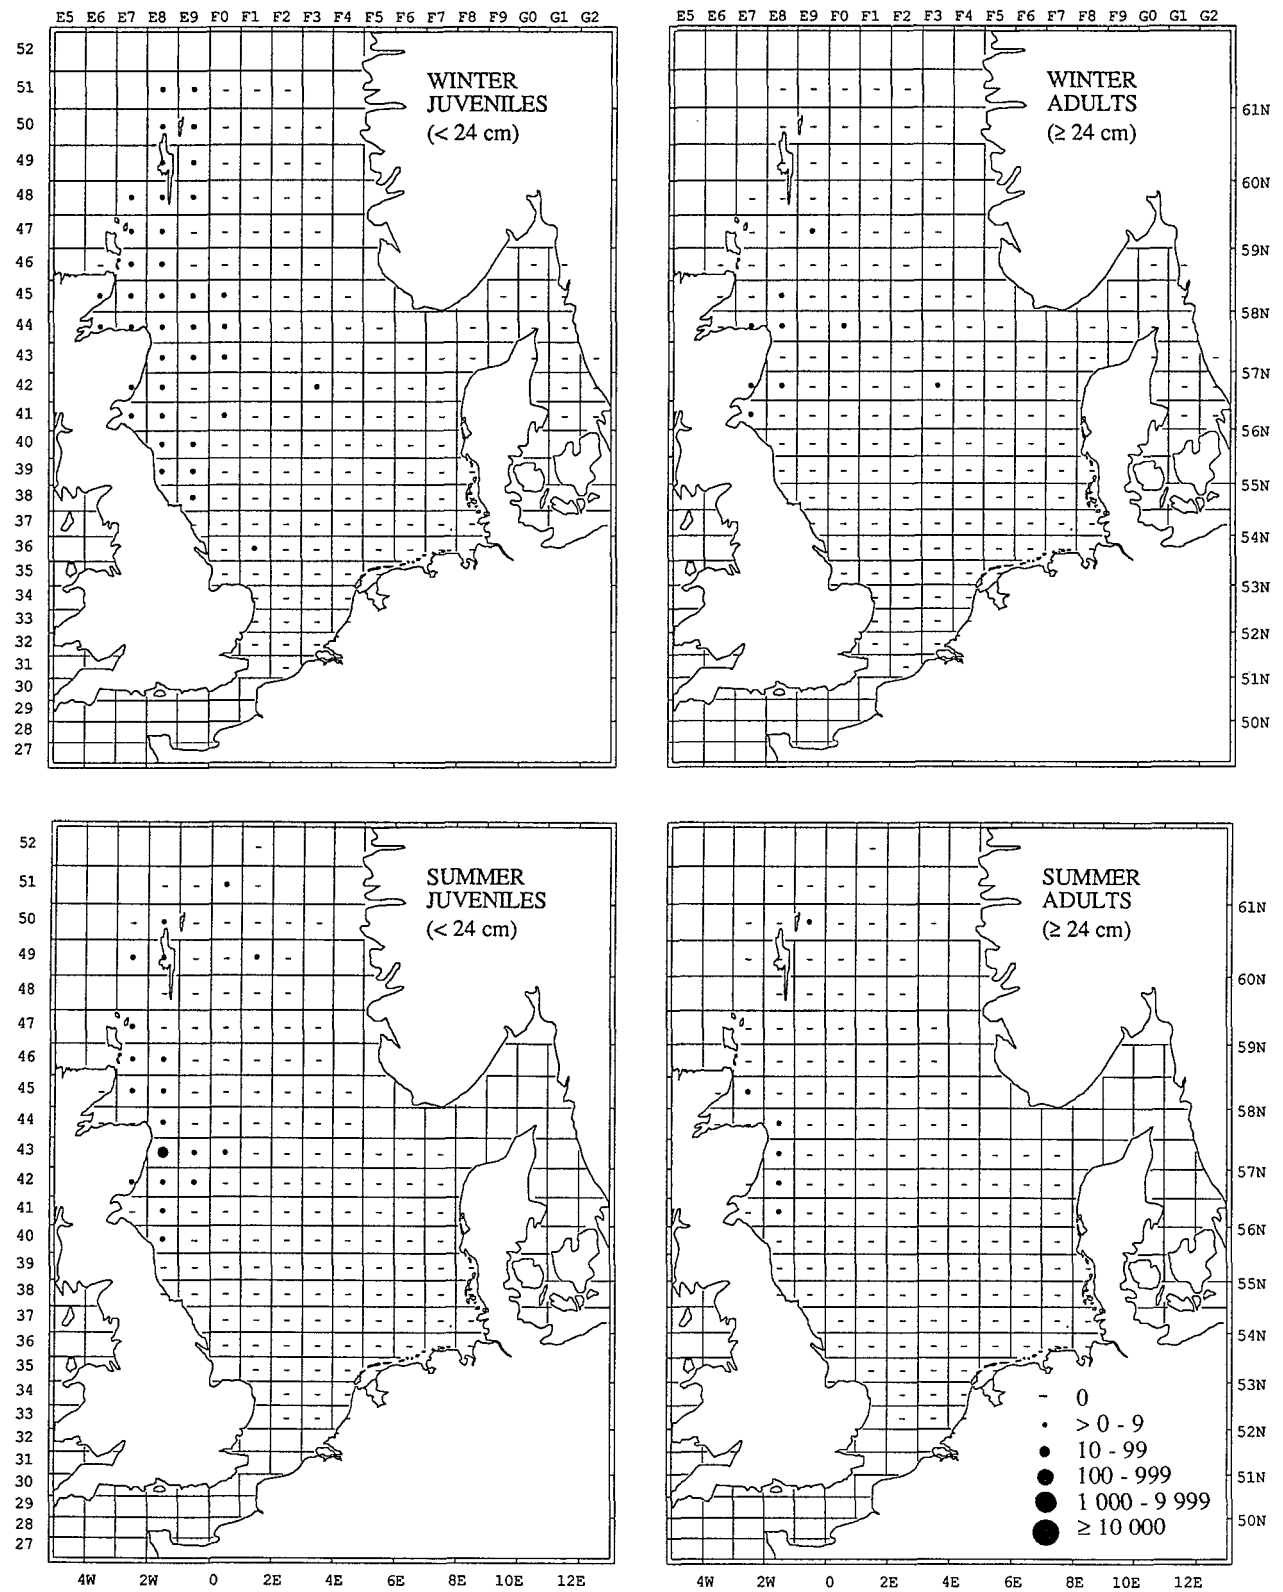 E5 E6 E7 E8 E9 F0 F1 F2 F3 F4 F5 F6 F7 F8 F9 G0 G1 G2
52
51
50
49
48
47
46
45
44
43
42
41
40
39
38
37
36
35
34
33
32
31
30
29
28
27
WINTER
JUVENILES
(< 24 cm)
E5 E6 E7 E8 E9 F0 F1 F2 F3 F4 F5 F6 F7 F8 F9 G0 G1 G2
WINTER
ADULTS
(≥ 24 cm)
61N
60N
59N
58N
57N
56N
55N
54N
53N
52N
51N
50N
52
51
50
49
48
47
46
45
44
43
42
41
40
39
38
37
36
35
34
33
32
31
30
29
28
27
SUMMER
JUVENILES
(< 24 cm)
4W 2W 0 2E 4E 6E 8E 10E 12E
SUMMER
ADULTS
(≥ 24 cm)
61N
60N
59N
58N
57N
56N
55N
54N
53N
52N
51N
50N
- 0
> 0 - 9
10 - 99
100 - 999
1 000 - 9 999
≥ 10 000
4W 2W 0 2E 4E 6E 8E 10E 12E